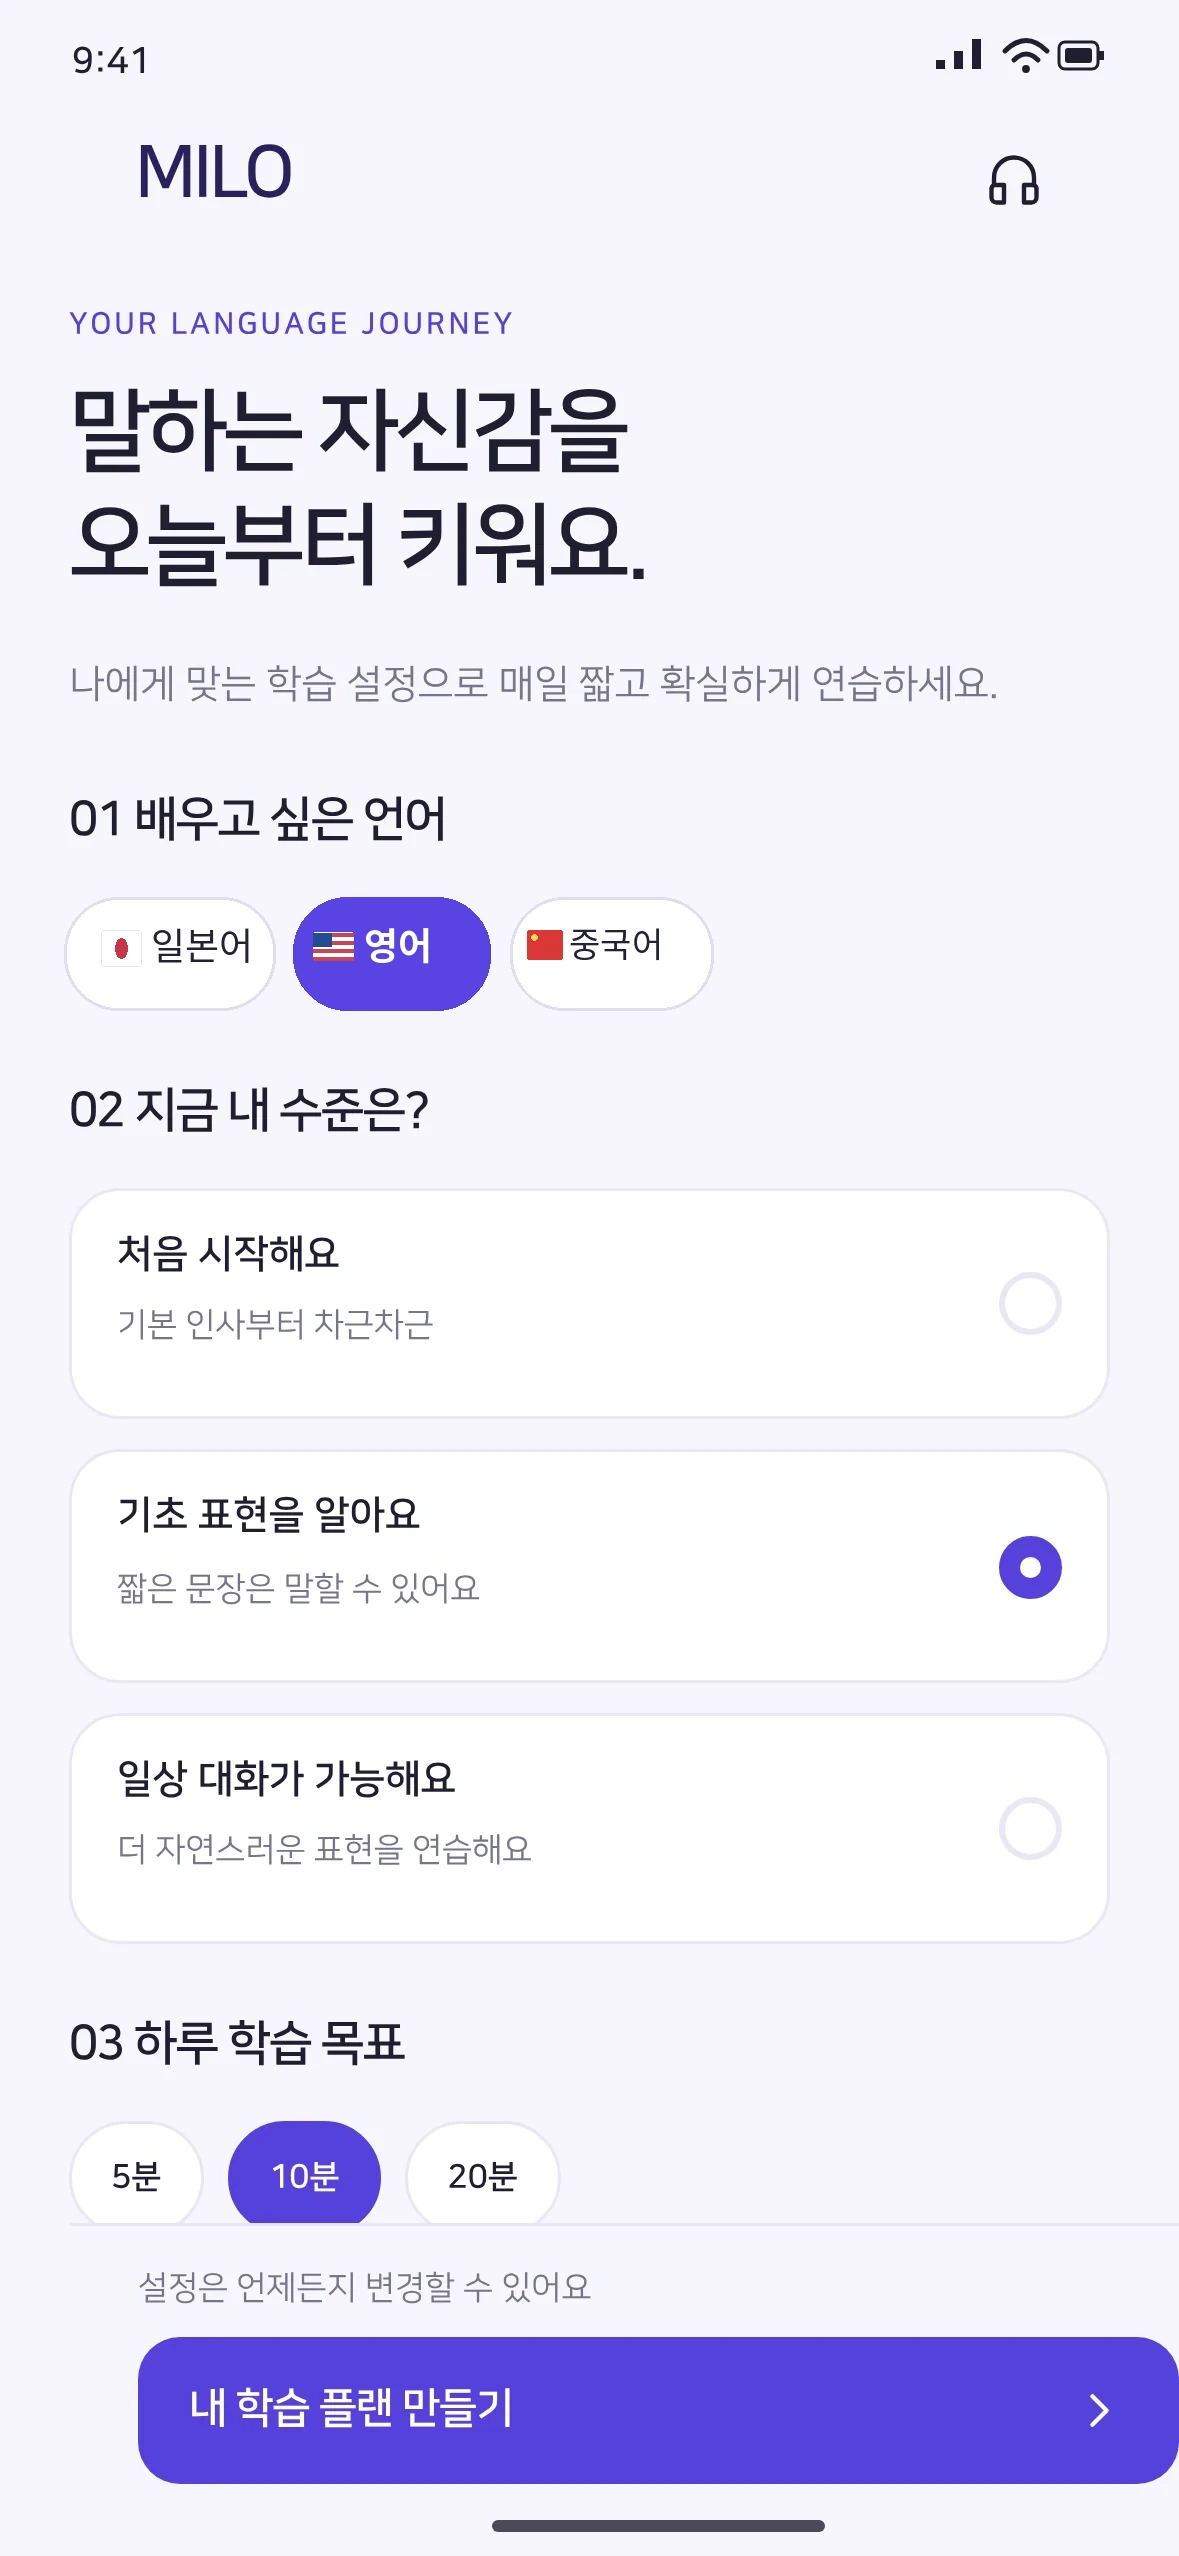 9:41
MILO
YOUR LANGUAGE JOURNEY
말하는 자신감을
오늘부터 키워요.
나에게 맞는 학습 설정으로 매일 짧고 확실하게 연습하세요.
01 배우고 싶은 언어
일본어 영어 중국어
02 지금 내 수준은?
처음 시작해요
기본 인사부터 차근차근
기초 표현을 알아요
짧은 문장은 말할 수 있어요
일상 대화가 가능해요
더 자연스러운 표현을 연습해요
03 하루 학습 목표
5분 10분 20분
설정은 언제든지 변경할 수 있어요
내 학습 플랜 만들기